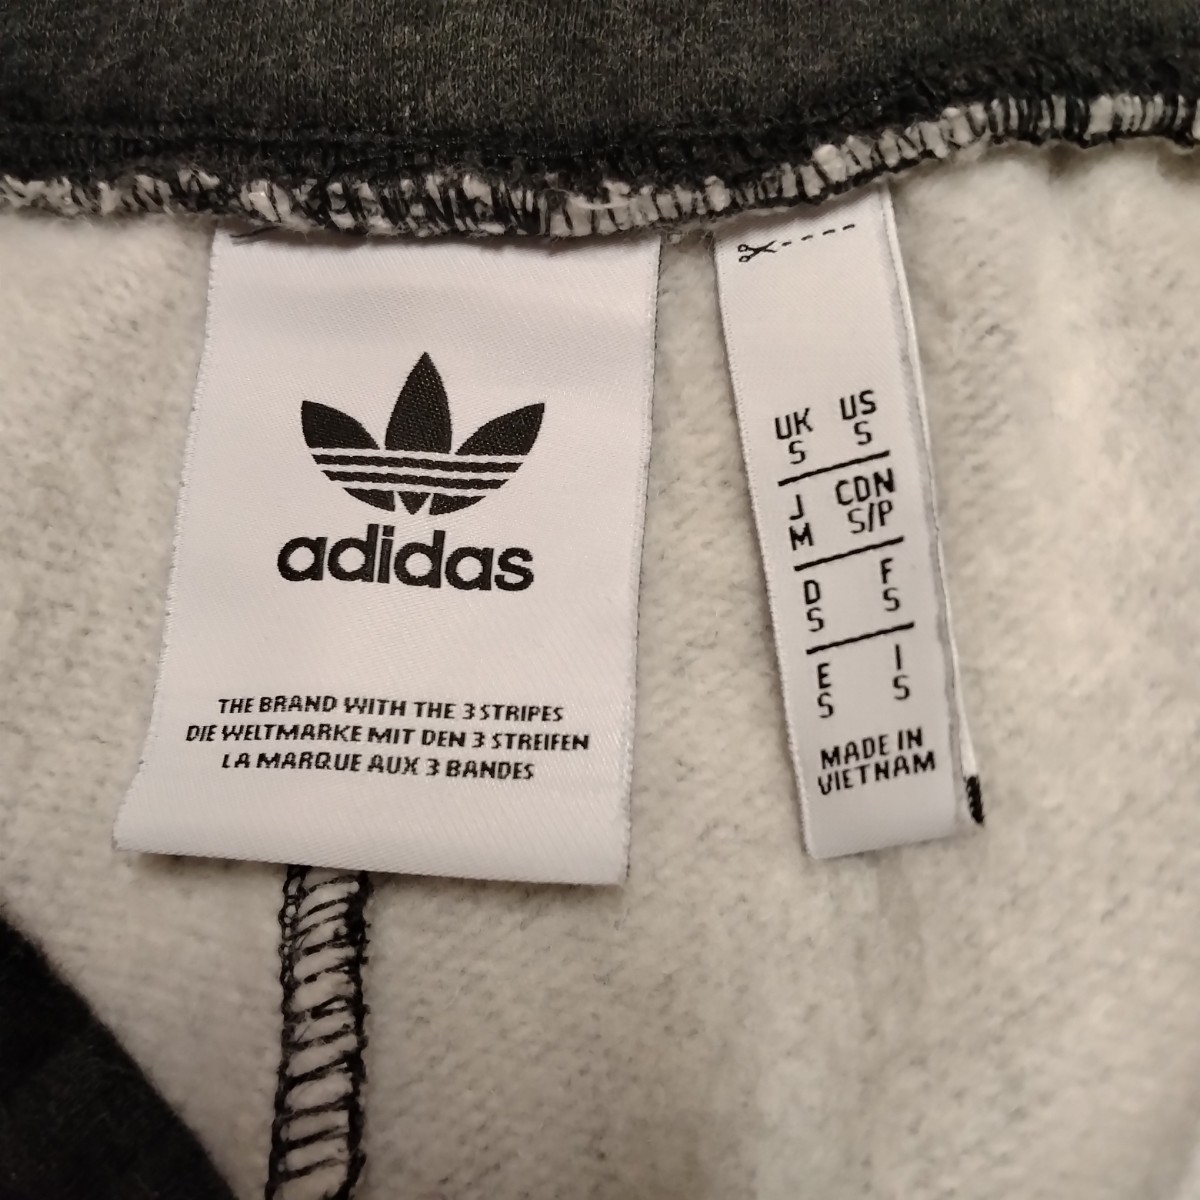 adidas
THE BRAND WITH THE 3 STRIPES
DIE WELTMARKE MIT DEN 3 STREIFEN
LA MARQUE AUX 3 BANDES
UK US
S S
J CDN
M S/P
D F
S S
E I
S S
MADE IN
VIETNAM